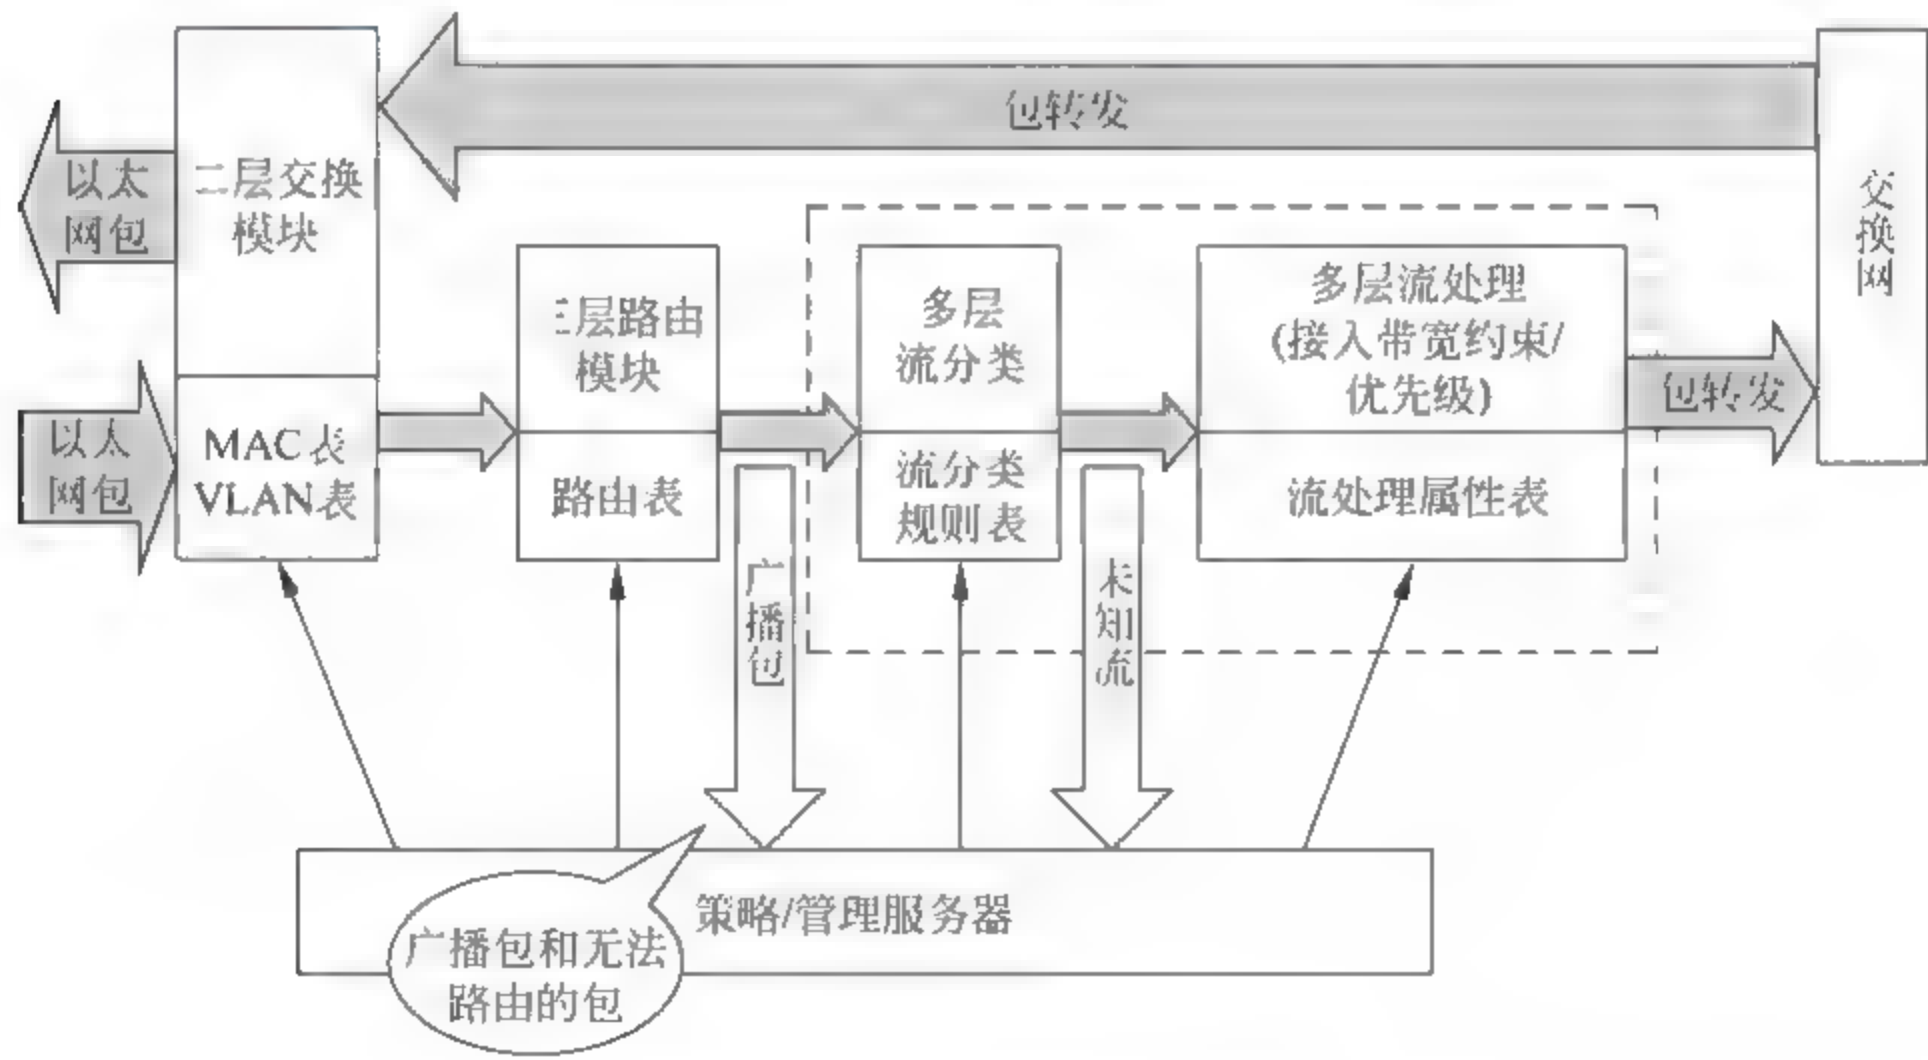 包转发
以太
网包
二层交换
模块
交
换
网
三层路由
模块
多层
流分类
多层流处理
(接入带宽约束/
优先级)
包转发
以太
网包
MAC表
VLAN表
路由表
流分类
规则表
流处理属性表
广
播
包
未
知
流
策略/管理服务器
广播包和无法
路由的包